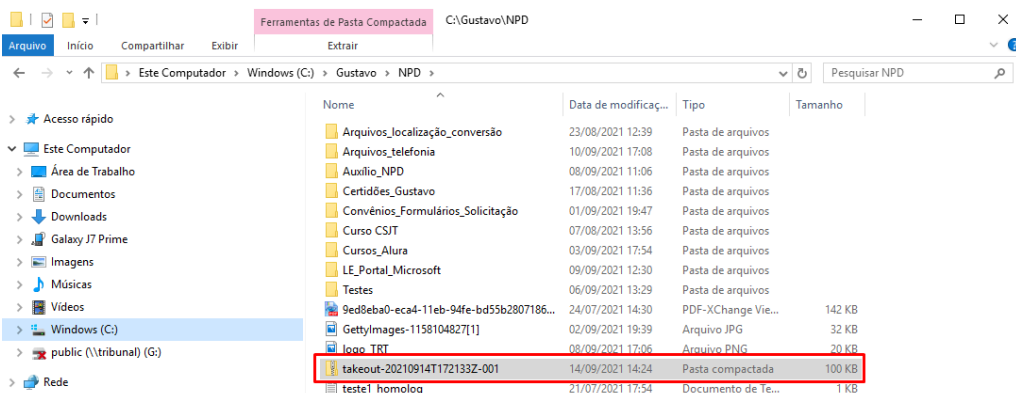 Ferramentas de Pasta Compactada C:\Gustavo\NPD
Arquivo Início Compartilhar Exibir Extrair
Este Computador > Windows (C:) > Gustavo > NPD > Pesquisar NPD
Nome Data de modificaç... Tipo Tamanho
Acesso rápido
Este Computador
Área de Trabalho
Documentos
Downloads
Galaxy J7 Prime
Imagens
Músicas
Vídeos
Windows (C:)
public (\\tribunal) (G:)
Rede
Arquivos_localização_conversão 23/08/2021 12:39 Pasta de arquivos
Arquivos_telefonia 10/09/2021 17:08 Pasta de arquivos
Auxílio_NPD 08/09/2021 11:06 Pasta de arquivos
Certidões_Gustavo 17/08/2021 11:36 Pasta de arquivos
Convênios_Formulários_Solicitação 01/09/2021 19:47 Pasta de arquivos
Curso CSJT 07/08/2021 13:56 Pasta de arquivos
Cursos_Alura 03/09/2021 17:54 Pasta de arquivos
LE_Portal_Microsoft 09/09/2021 12:30 Pasta de arquivos
Testes 06/09/2021 13:29 Pasta de arquivos
9ed8eba0-eca4-11eb-94fe-bd55b2807186... 24/07/2021 14:30 PDF-XChange Vie... 142 KB
GettyImages-1158104827[1] 02/09/2021 19:39 Arquivo JPG 32 KB
logo_TRT 08/09/2021 17:06 Arquivo PNG 20 KB
takeout-20210914T172133Z-001 14/09/2021 14:24 Pasta compactada 100 KB
teste1_homolog 21/07/2021 17:54 Documento de Te... 1 KB